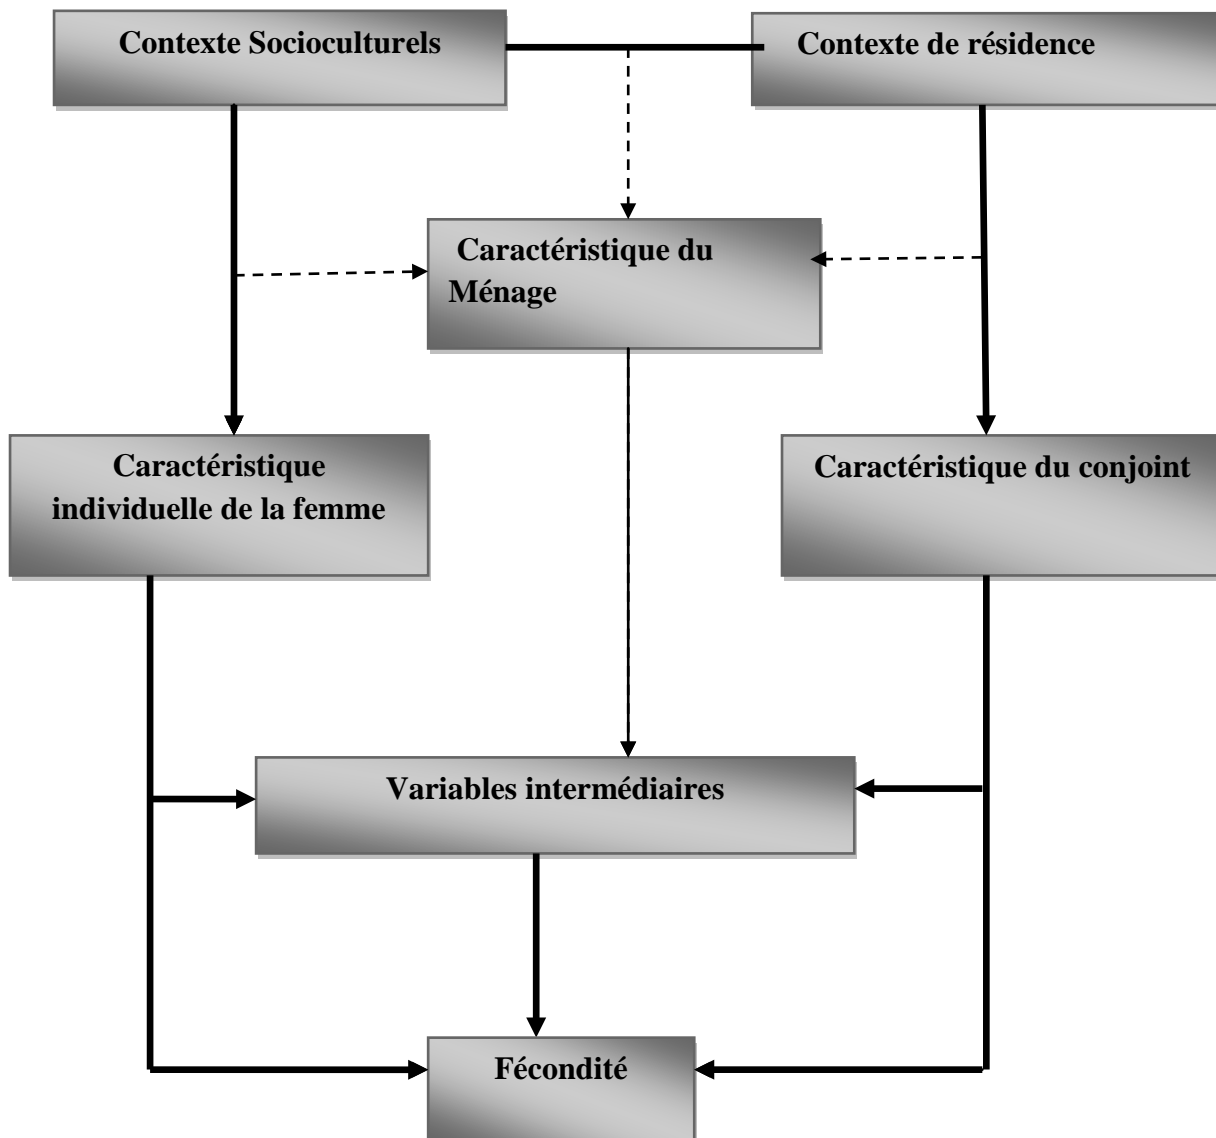 Contexte Socioculturels
Contexte de résidence
Caractéristique du
Ménage
Caractéristique
individuelle de la femme
Caractéristique du conjoint
Variables intermédiaires
Fécondité